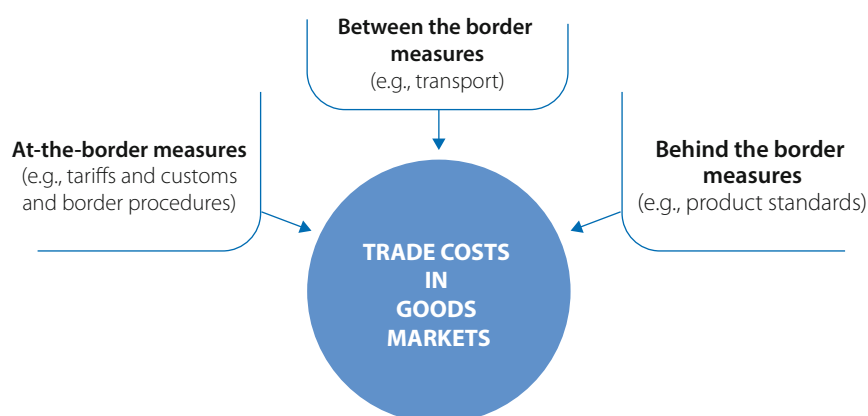 Between the border
measures
(e.g., transport)
At-the-border measures
(e.g., tariffs and customs
and border procedures)
Behind the border
measures
(e.g., product standards)
TRADE COSTS
IN
GOODS
MARKETS